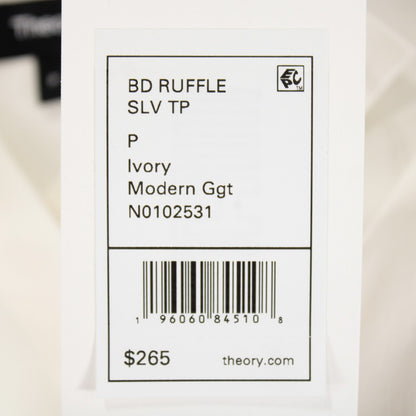 BD RUFFLE
SLV TP
P
Ivory
Modern Ggt
N0102531
1 96060 84510 8
$265 theory.com